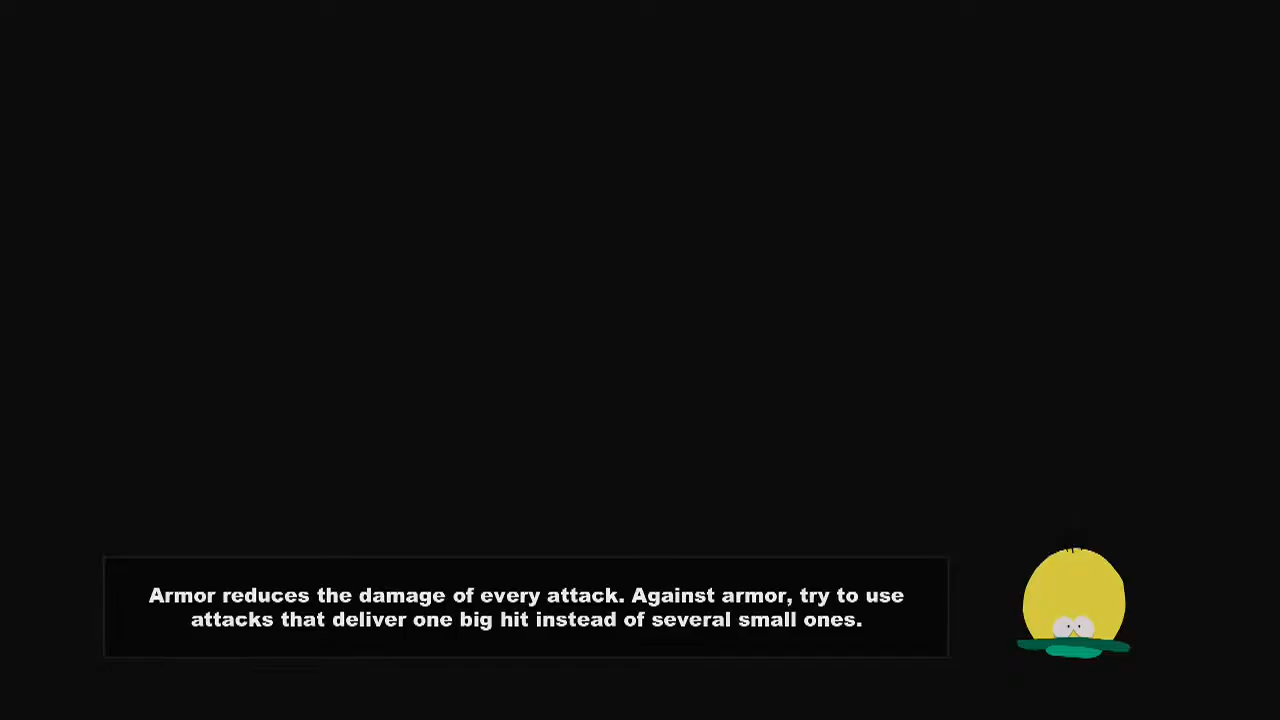 Armor reduces the damage of every attack. Against armor, try to use
attacks that deliver one big hit instead of several small ones.